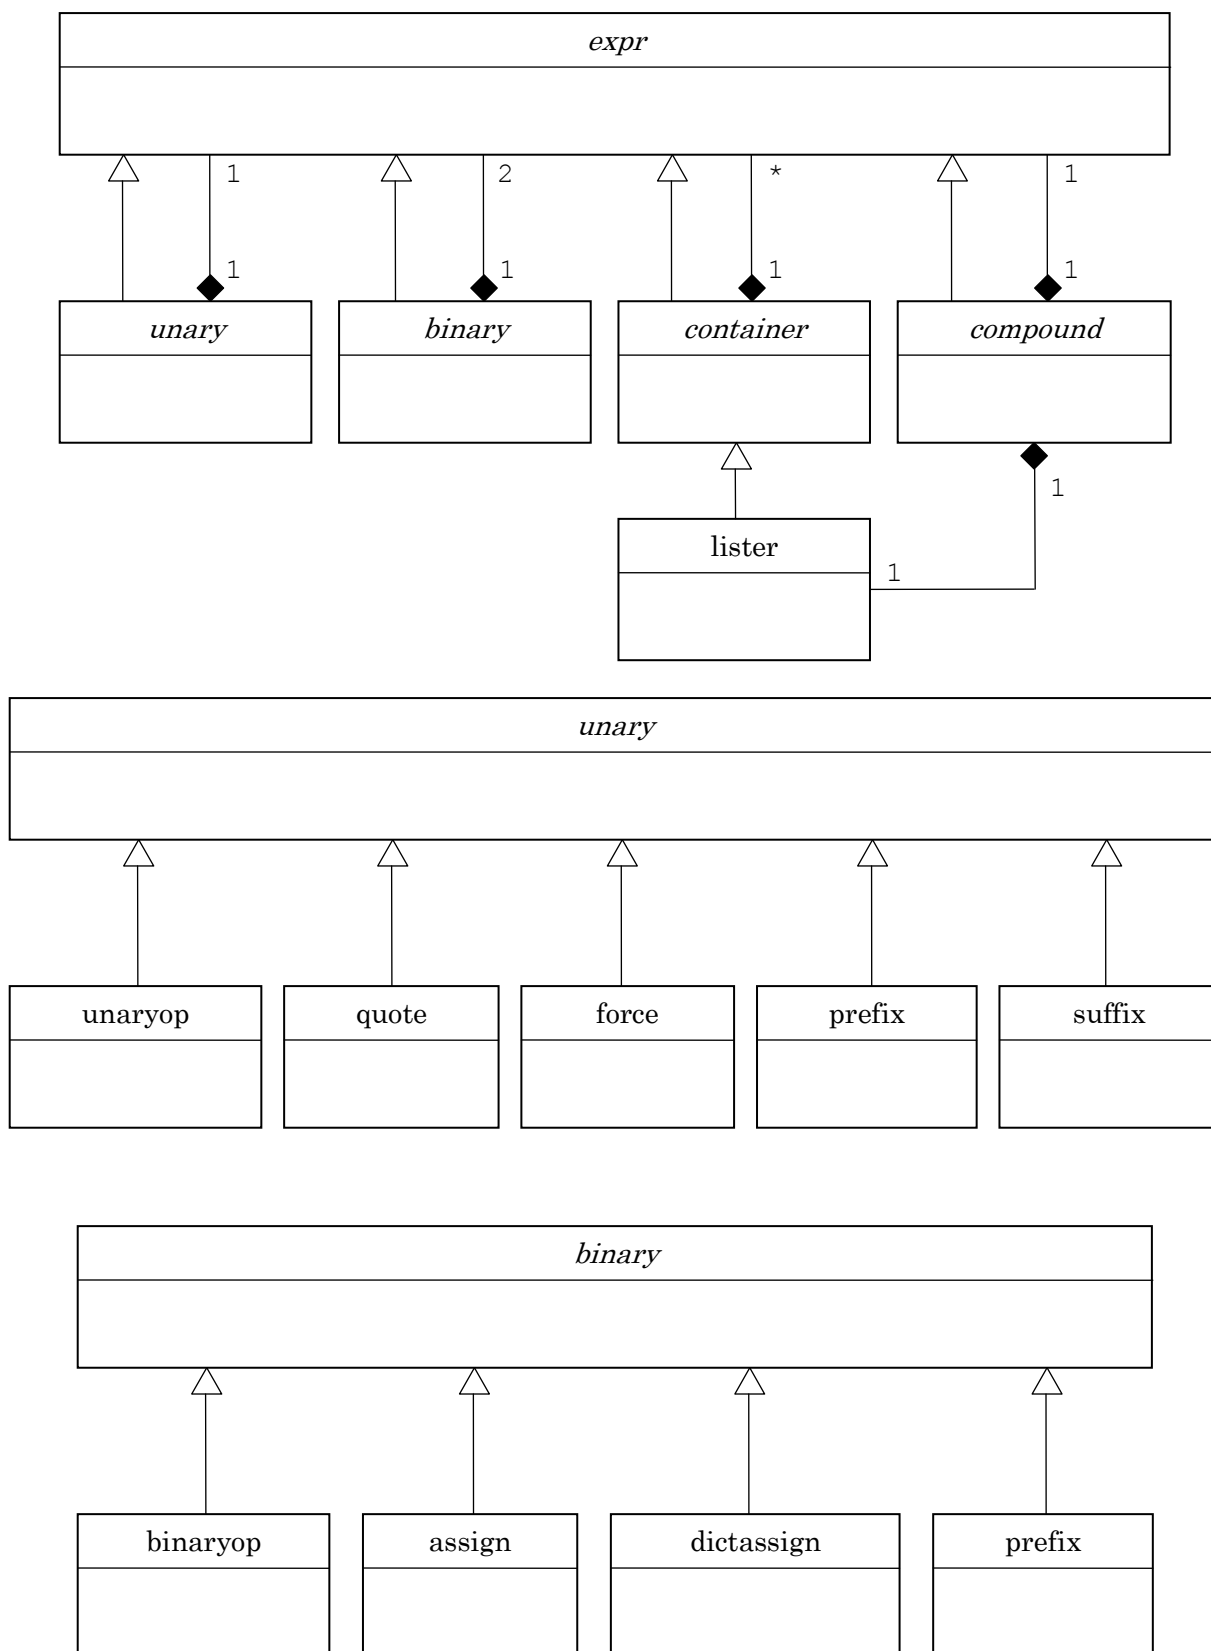 expr
1 2 * 1
1 1 1 1
unary binary container compound
1
lister
1
unary
unaryop quote force prefix suffix
binary
binaryop assign dictassign prefix